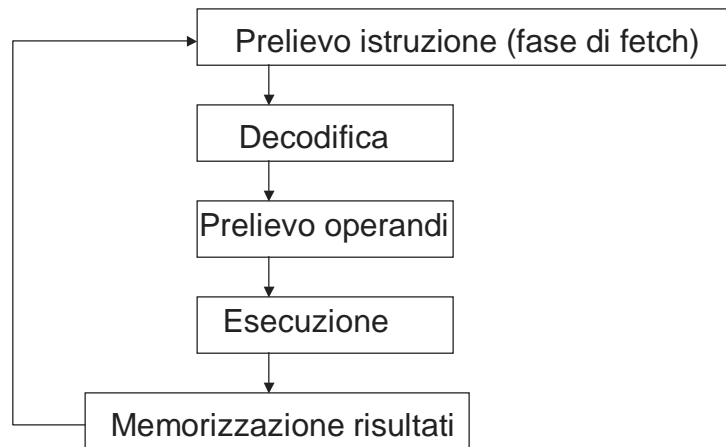 Prelievo istruzione (fase di fetch)
Decodifica
Prelievo operandi
Esecuzione
Memorizzazione risultati